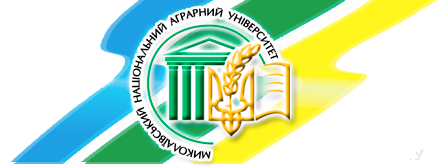 МИКОЛАЇВСЬКИЙ НАЦІОНАЛЬНИЙ АГРАРНИЙ УНІВЕРСИТЕТ